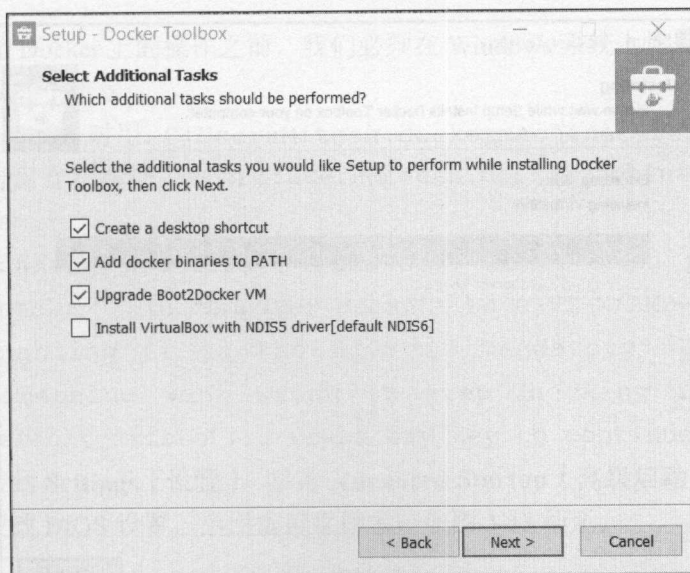 Setup - Docker Toolbox
Select Additional Tasks
Which additional tasks should be performed?
Select the additional tasks you would like Setup to perform while installing Docker
Toolbox, then click Next.
Create a desktop shortcut
Add docker binaries to PATH
Upgrade Boot2Docker VM
Install VirtualBox with NDIS5 driver[default NDIS6]
< Back
Next >
Cancel